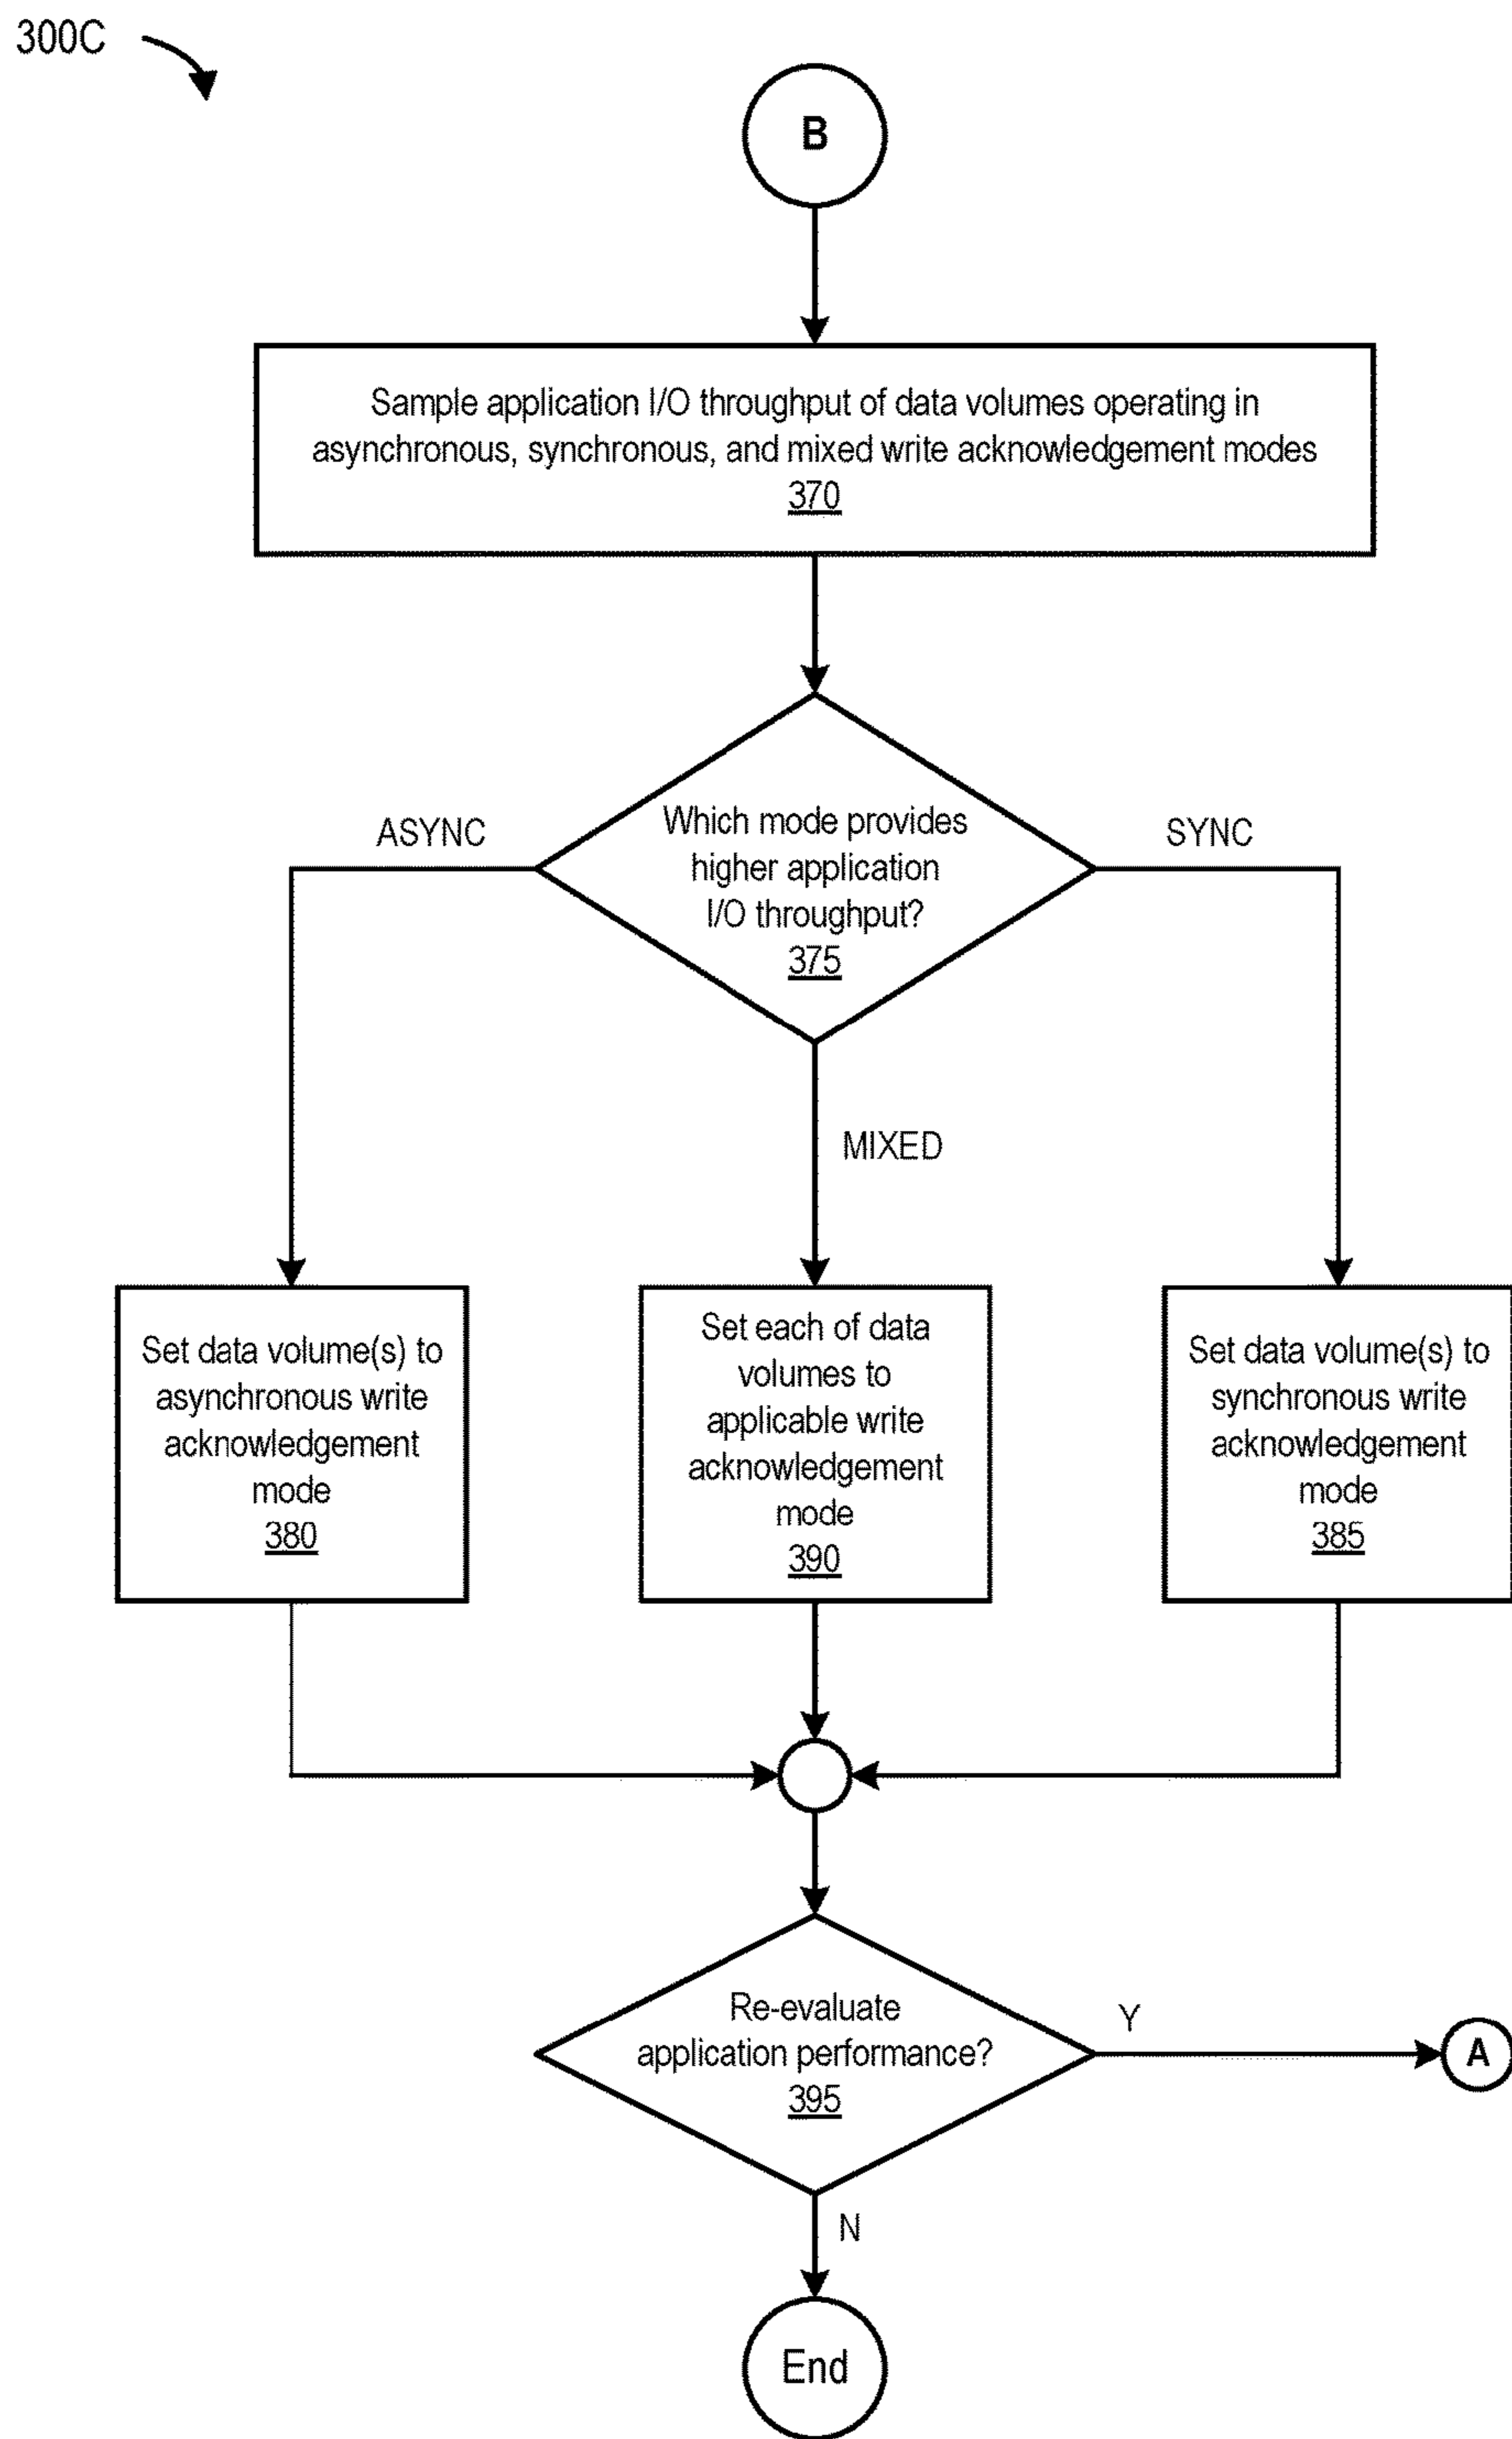 300C
B
Sample application I/O throughput of data volumes operating in
asynchronous, synchronous, and mixed write acknowledgement modes
370
ASYNC
Which mode provides
higher application
I/O throughput?
375
SYNC
MIXED
Set data volume(s) to
asynchronous write
acknowledgement
mode
380
Set each of data
volumes to
applicable write
acknowledgement
mode
390
Set data volume(s) to
synchronous write
acknowledgement
mode
385
Re-evaluate
application performance?
395
Y
A
N
End